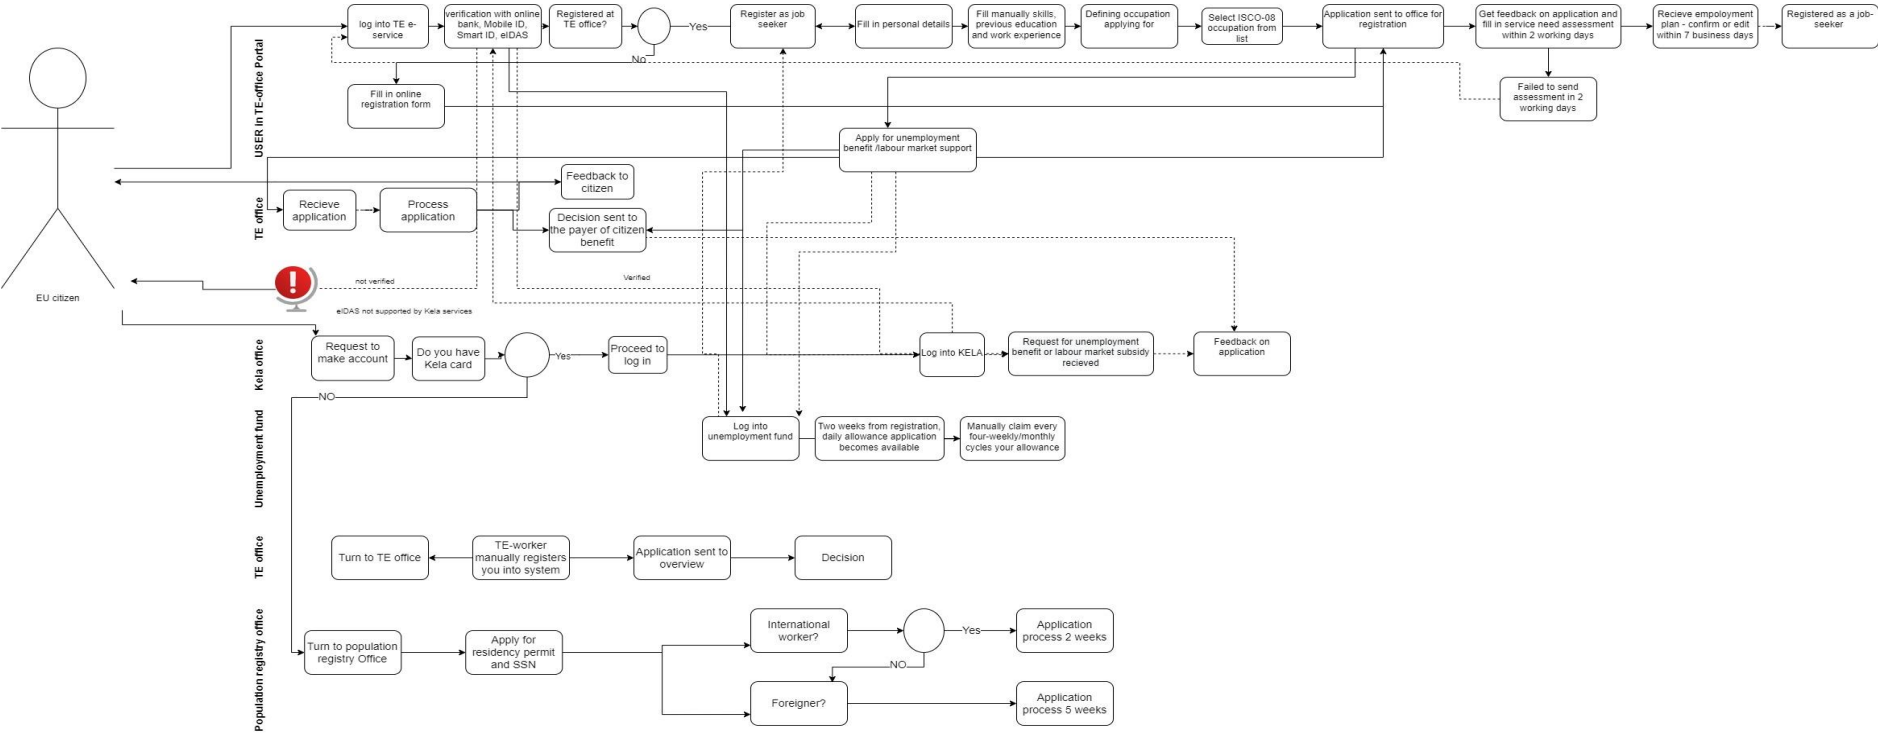 log into TE e-
service
verification with online
bank, Mobile ID,
Smart ID, eIDAS
Registered at
TE office?
Yes
No
Register as job
seeker
Fill in personal details
Fill manually skills,
previous education
and work experience
Defining occupation
applying for
Select ISCO-08
occupation from
list
Application sent to office for
registration
Get feedback on application and
fill in service need assessment
within 2 working days
Recieve empoloyment
plan - confirm or edit
within 7 business days
Registered as a job-
seeker
Failed to send
assessment in 2
working days
USER in TE-office Portal
Fill in online
registration form
Apply for unemployment
benefit /labour market support
TE office
Recieve
application
Process
application
Feedback to
citizen
Decision sent to
the payer of citizen
benefit
EU citizen
not verified
Verified
eIDAS not supported by Kela services
Kela office
Request to
make account
Do you have
Kela card
Yes
NO
Proceed to
log in
Log into KELA
Request for unemployment
benefit or labour market subsidy
recieved
Feedback on
application
Unemployment fund
Log into
unemployment fund
Two weeks from registration,
daily allowance application
becomes available
Manually claim every
four-weekly/monthly
cycles your allowance
TE office
Turn to TE office
TE-worker
manually registers
you into system
Application sent to
overview
Decision
Population registry office
Turn to population
registry Office
Apply for
residency permit
and SSN
International
worker?
Yes
NO
Application
process 2 weeks
Foreigner?
Application
process 5 weeks